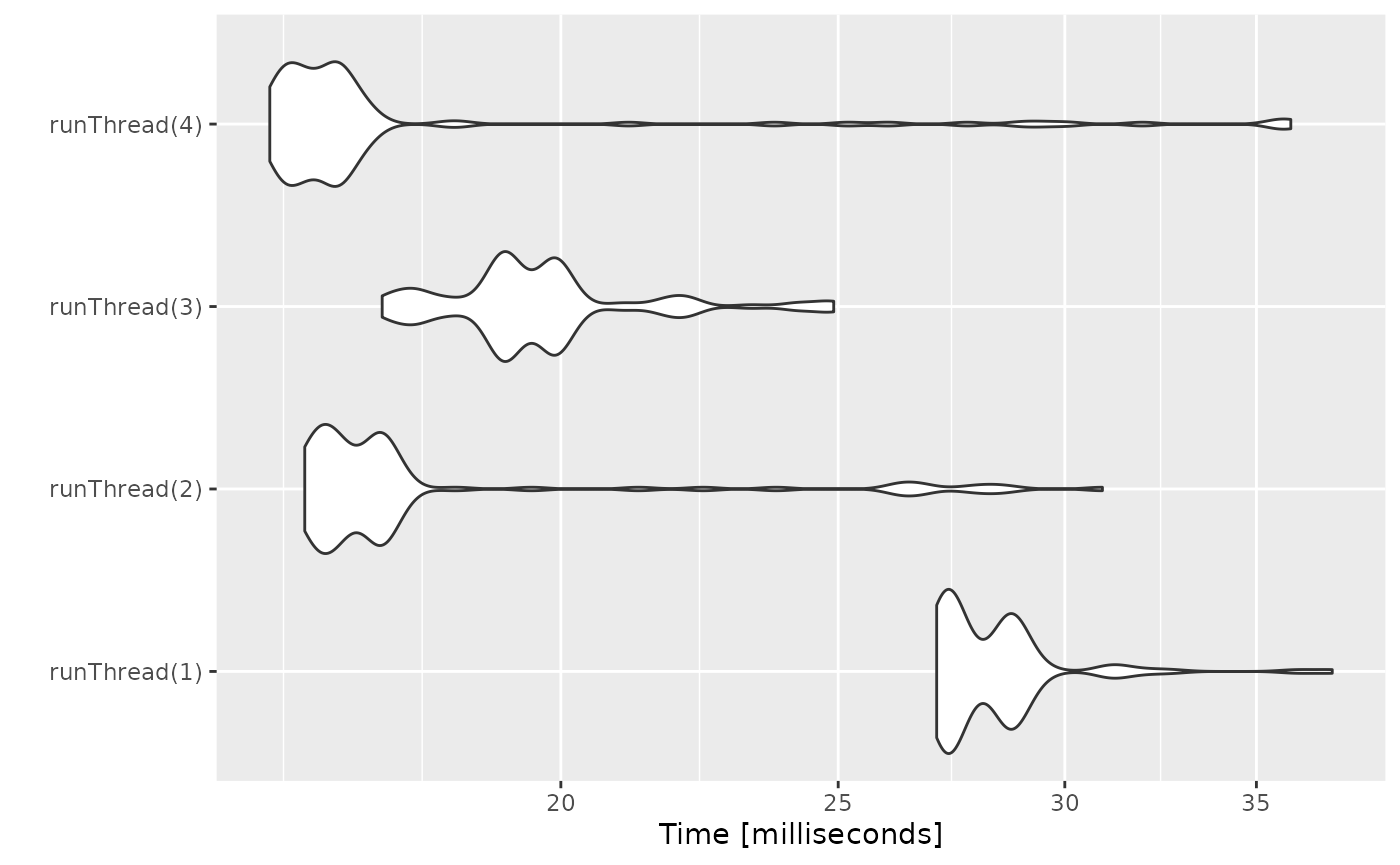 runThread(4)
runThread(3)
runThread(2)
runThread(1)
20 25 30 35
Time [milliseconds]